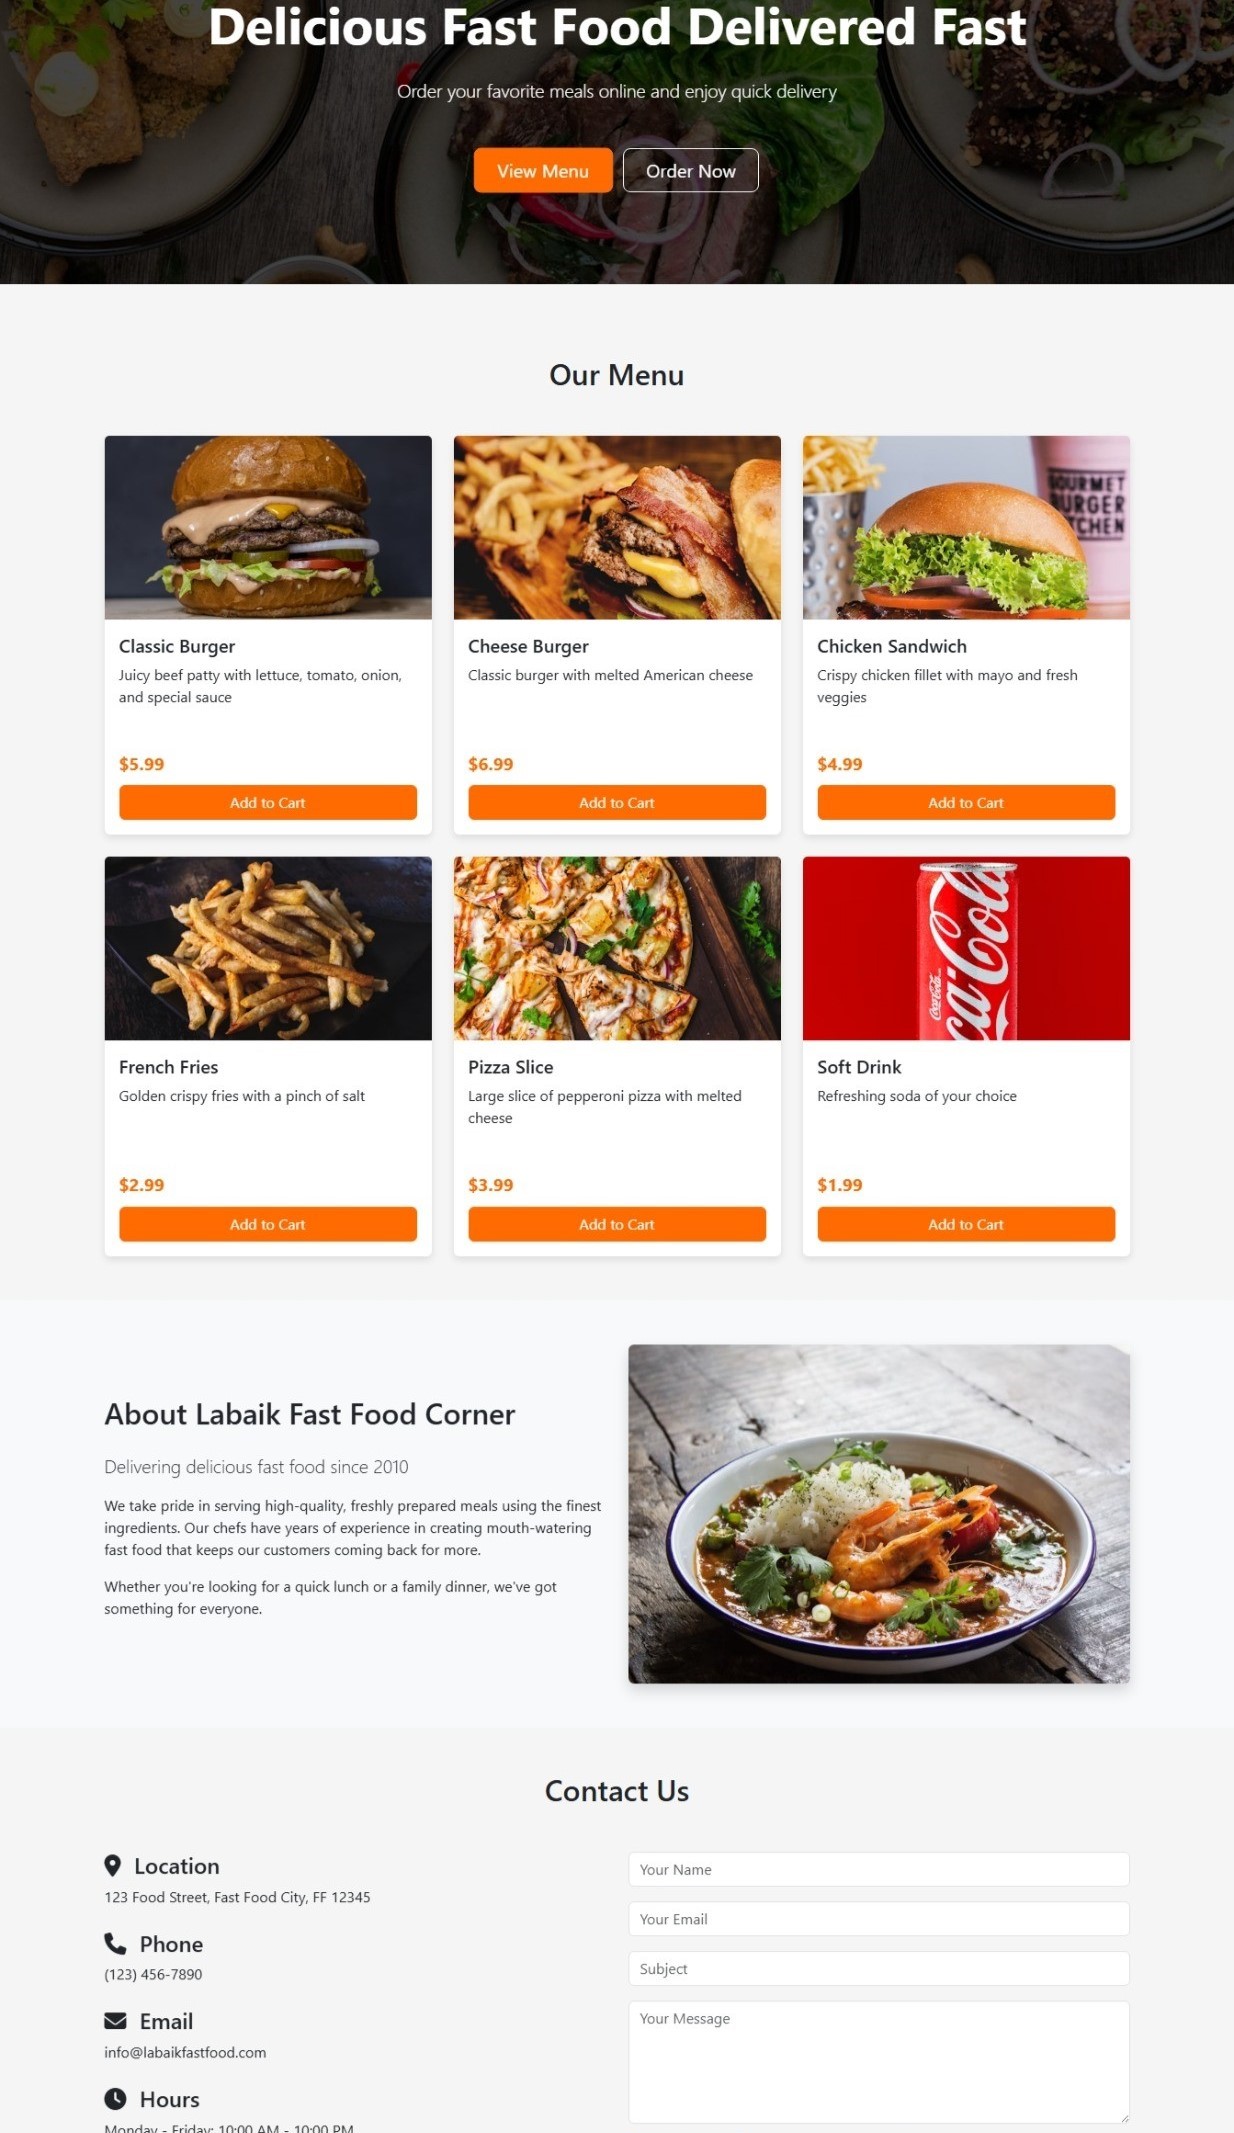 Delicious Fast Food Delivered Fast
Order your favorite meals online and enjoy quick delivery
View Menu
Order Now
Our Menu
GOURMET
BURGER
Classic Burger
Juicy beef patty with lettuce, tomato, onion,
and special sauce
$5.99
Add to Cart
Cheese Burger
Classic burger with melted American cheese
$6.99
Add to Cart
Chicken Sandwich
Crispy chicken fillet with mayo and fresh
veggies
$4.99
Add to Cart
Coca-Cola
French Fries
Golden crispy fries with a pinch of salt
$2.99
Add to Cart
Pizza Slice
Large slice of pepperoni pizza with melted
cheese
$3.99
Add to Cart
Soft Drink
Refreshing soda of your choice
$1.99
Add to Cart
About Labaik Fast Food Corner
Delivering delicious fast food since 2010
We take pride in serving high-quality, freshly prepared meals using the finest
ingredients. Our chefs have years of experience in creating mouth-watering
fast food that keeps our customers coming back for more.
Whether you're looking for a quick lunch or a family dinner, we've got
something for everyone.
Contact Us
Location
123 Food Street, Fast Food City, FF 12345
Phone
(123) 456-7890
Email
info@labaikfastfood.com
Hours
Monday - Friday: 10:00 AM - 10:00 PM
Your Name
Your Email
Subject
Your Message